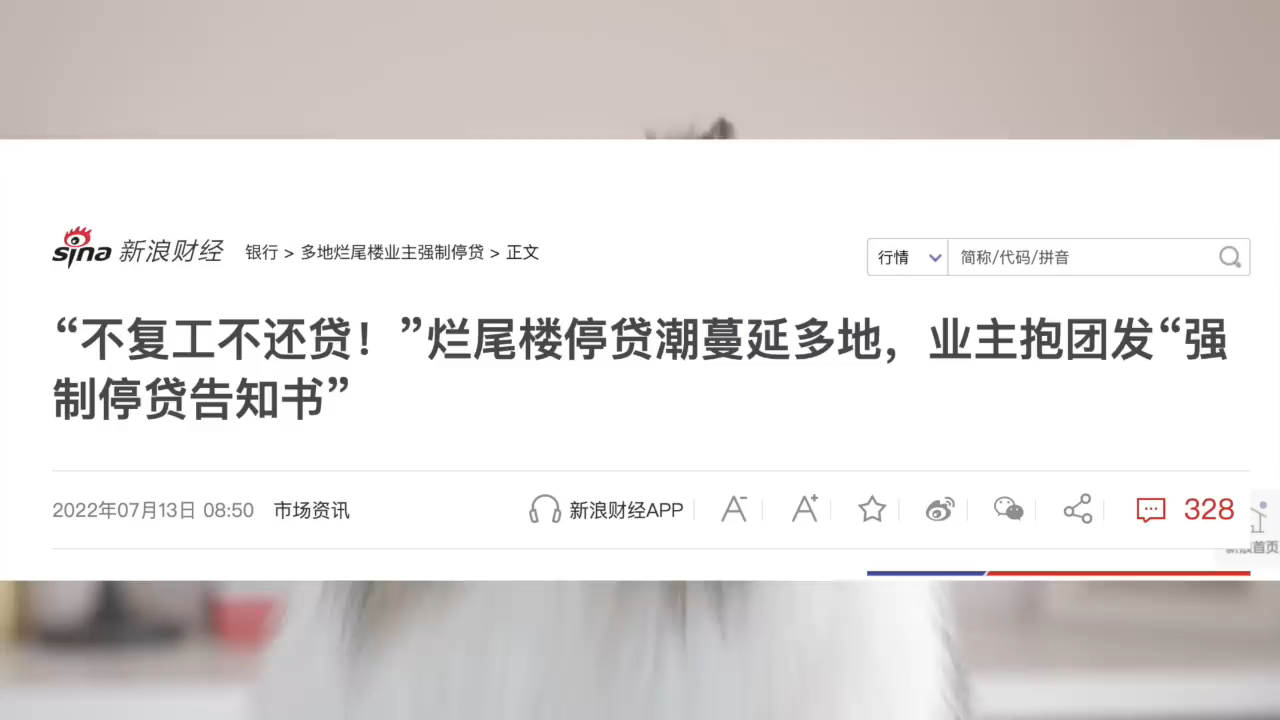 sina 新浪财经 银行 > 多地烂尾楼业主强制停贷 > 正文
行情 简称/代码/拼音
“不复工不还贷！”烂尾楼停贷潮蔓延多地，业主抱团发“强
制停贷告知书”
2022年07月13日 08:50 市场资讯 新浪财经APP A- A+ 328
新浪首页